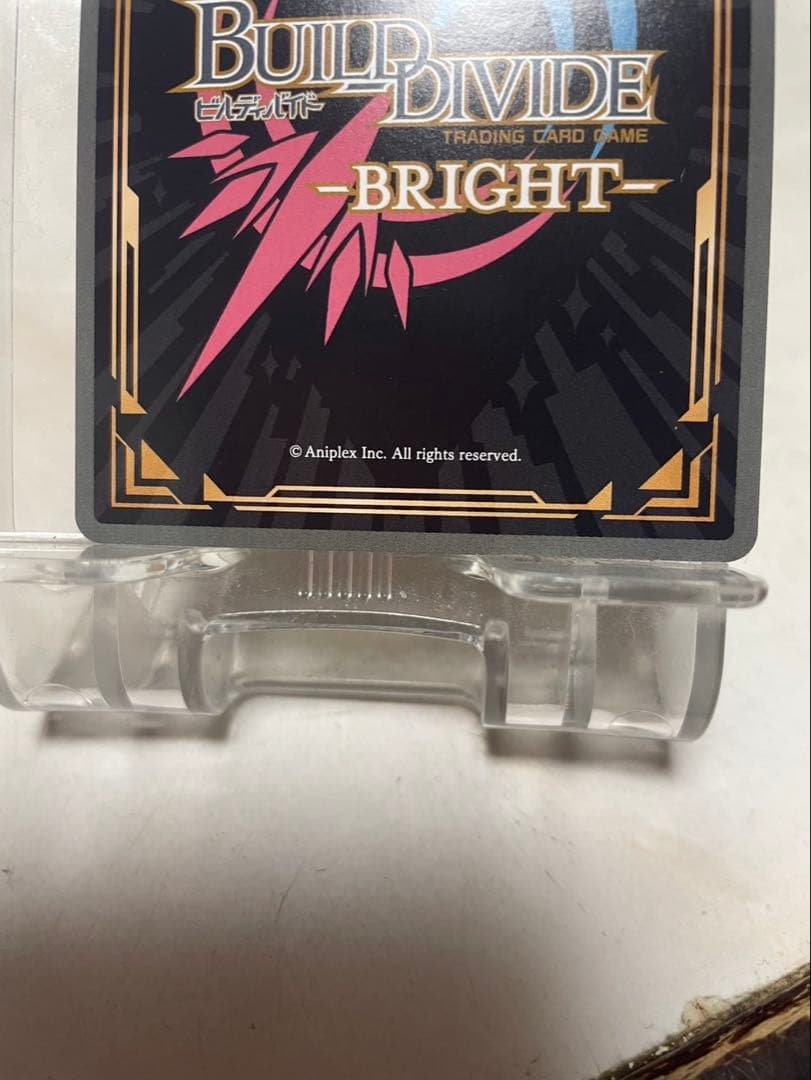 BUILD DIVIDE
ビルディバイド
TRADING CARD GAME
-BRIGHT-
© Aniplex Inc. All rights reserved.